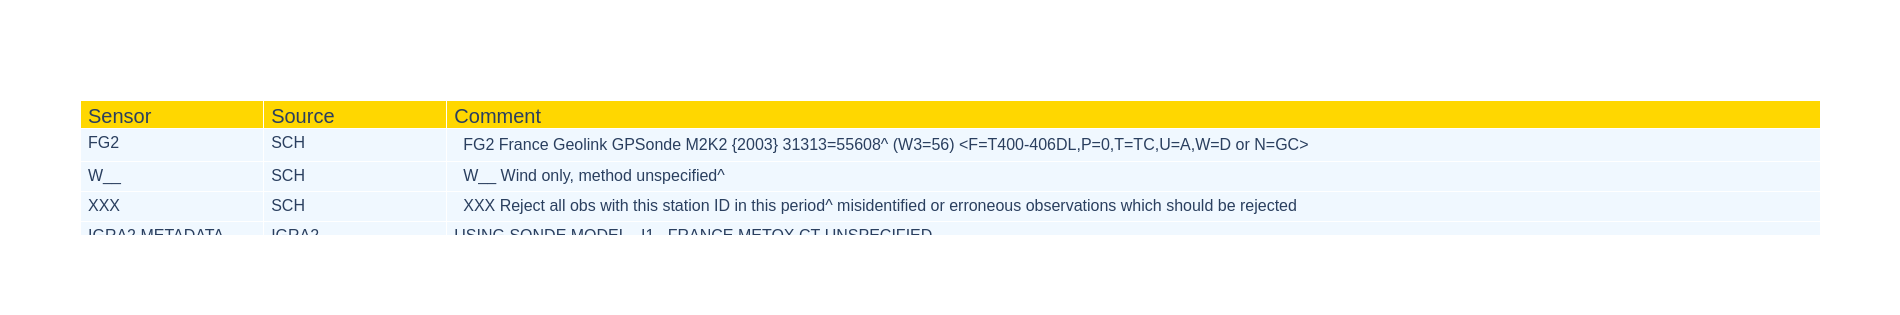 Sensor Source Comment
FG2 SCH FG2 France Geolink GPSonde M2K2 {2003} 31313=55608^ (W3=56) <F=T400-406DL,P=0,T=TC,U=A,W=D or N=GC>
W__ SCH W__ Wind only, method unspecified^
XXX SCH XXX Reject all obs with this station ID in this period^ misidentified or erroneous observations which should be rejected
IGRA2 METADATA IGRA2 USING SONDE MODEL - FRANCE METOX CT UNSPECIFIED